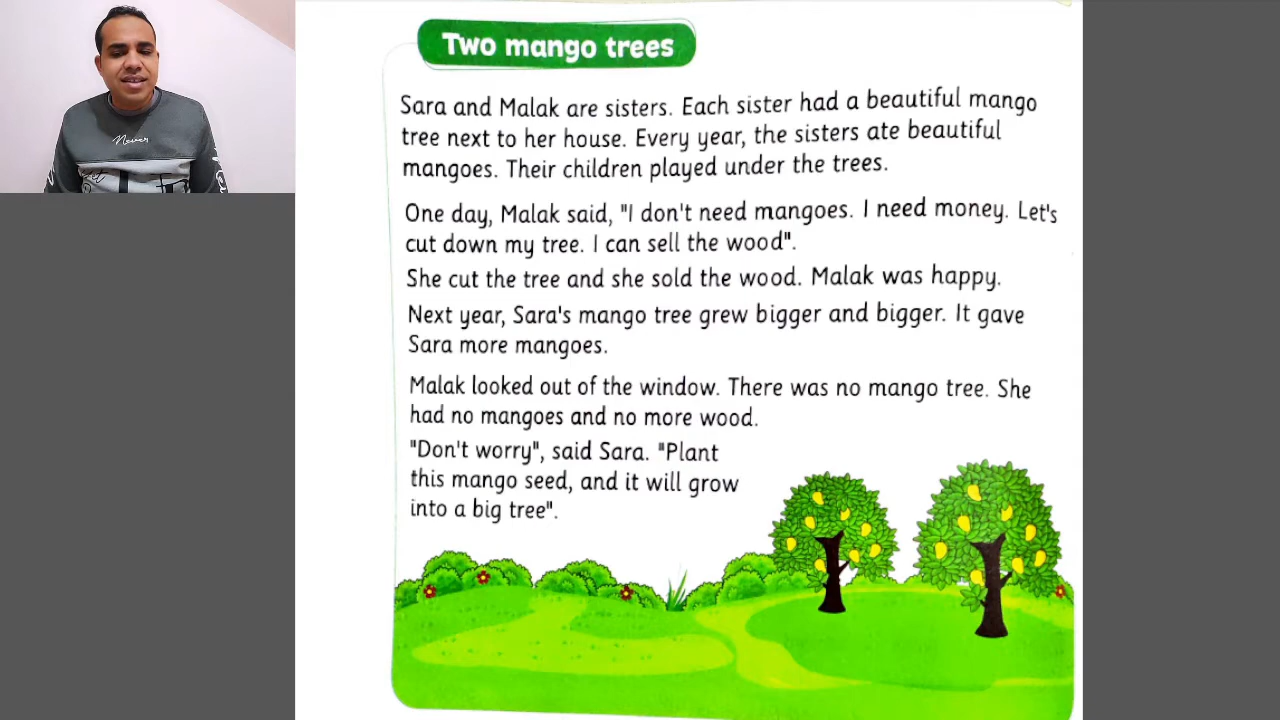 Never
Two mango trees
Sara and Malak are sisters. Each sister had a beautiful mango
tree next to her house. Every year, the sisters ate beautiful
mangoes. Their children played under the trees.
One day, Malak said, "I don't need mangoes. I need money. Let's
cut down my tree. I can sell the wood".
She cut the tree and she sold the wood. Malak was happy.
Next year, Sara's mango tree grew bigger and bigger. It gave
Sara more mangoes.
Malak looked out of the window. There was no mango tree. She
had no mangoes and no more wood.
"Don't worry", said Sara. "Plant
this mango seed, and it will grow
into a big tree".